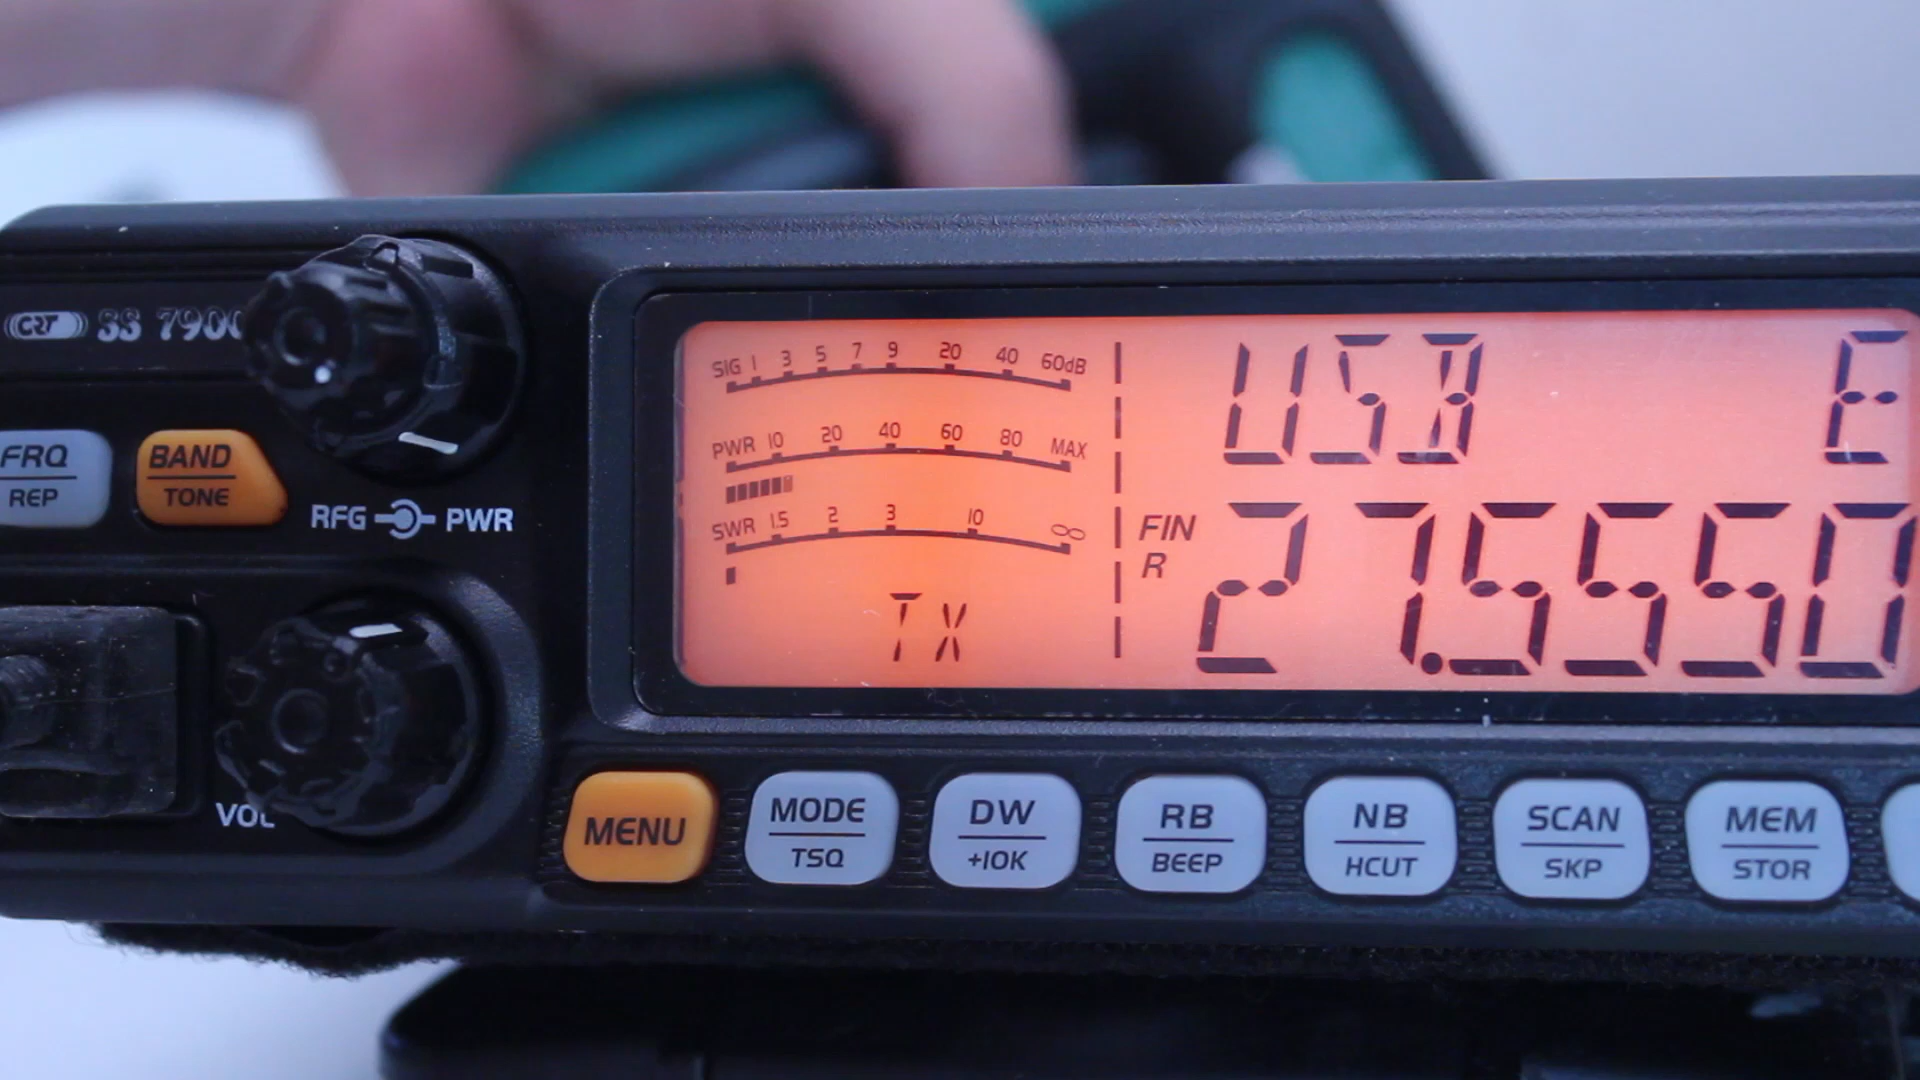 CRT SS 7900
FRQ
REP
BAND
TONE
RFG PWR
VOL
SIG 1 3 5 7 9 20 40 60dB
PWR 10 20 40 60 80 MAX
SWR 1.5 2 3 10 ∞
TX
USB E
FIN
R
27.5550
MENU
MODE
TSQ
DW
+10K
RB
BEEP
NB
HCUT
SCAN
SKP
MEM
STOR